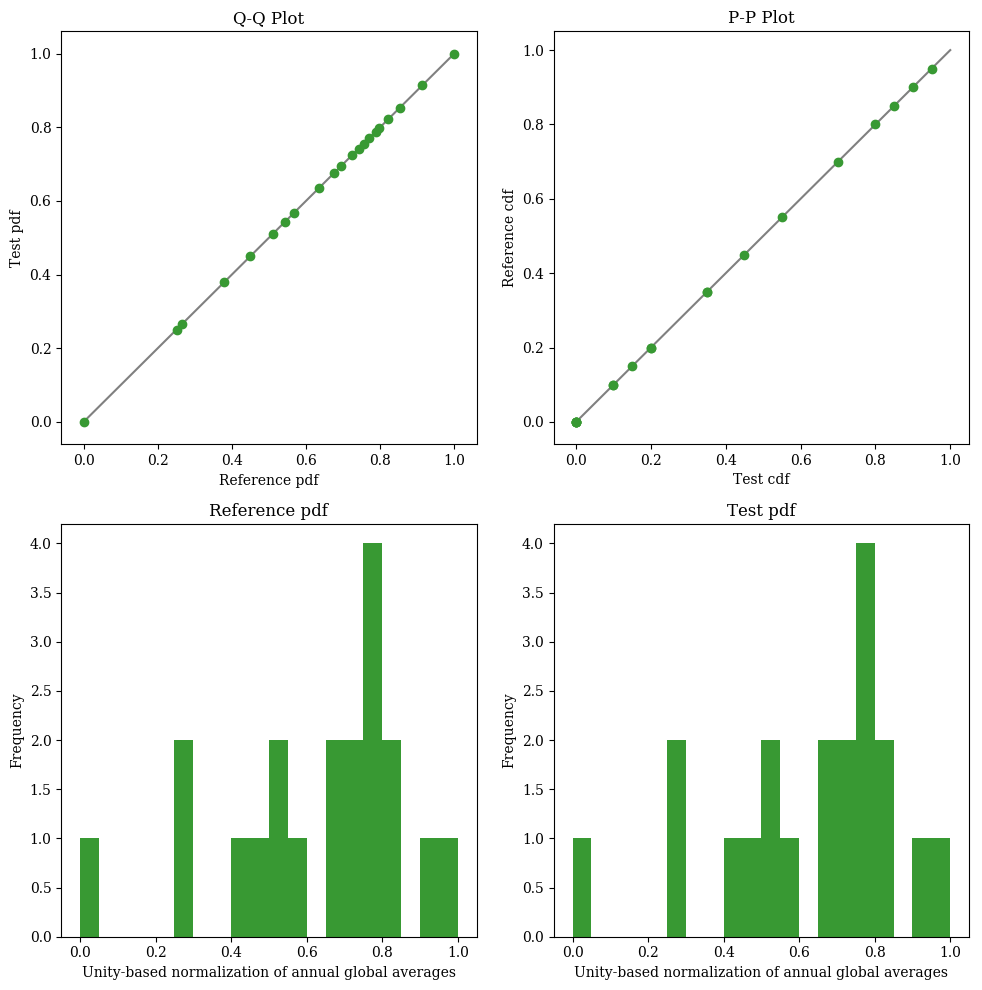 Q-Q Plot
1.0
0.8
0.6
0.4
0.2
0.0
Test pdf
0.0 0.2 0.4 0.6 0.8 1.0
Reference pdf
P-P Plot
1.0
0.8
0.6
0.4
0.2
0.0
Reference cdf
0.0 0.2 0.4 0.6 0.8 1.0
Test cdf
Reference pdf
4.0
3.5
3.0
2.5
2.0
1.5
1.0
0.5
0.0
Frequency
0.0 0.2 0.4 0.6 0.8 1.0
Unity-based normalization of annual global averages
Test pdf
4.0
3.5
3.0
2.5
2.0
1.5
1.0
0.5
0.0
Frequency
0.0 0.2 0.4 0.6 0.8 1.0
Unity-based normalization of annual global averages